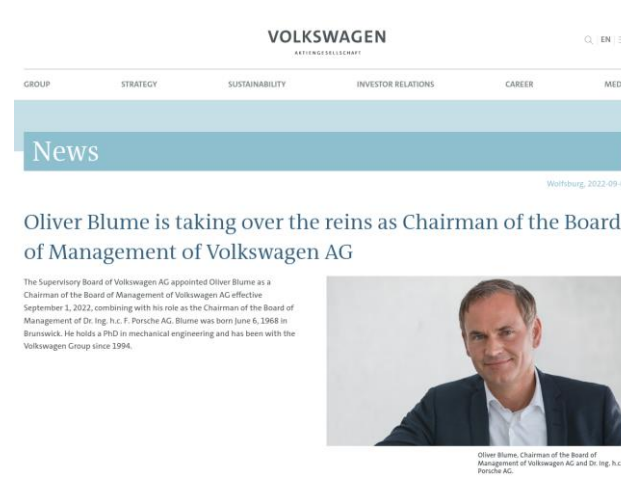 VOLKSWAGEN
AKTIENGESELLSCHAFT
EN
GROUP STRATEGY SUSTAINABILITY INVESTOR RELATIONS CAREER MED
News
Wolfsburg, 2022-09-
Oliver Blume is taking over the reins as Chairman of the Board
of Management of Volkswagen AG
The Supervisory Board of Volkswagen AG appointed Oliver Blume as a
Chairman of the Board of Management of Volkswagen AG effective
September 1, 2022, combining with his role as the Chairman of the Board of
Management of Dr. Ing. h.c. F. Porsche AG. Blume was born June 6, 1968 in
Brunswick. He holds a PhD in mechanical engineering and has been with the
Volkswagen Group since 1994.
Oliver Blume, Chairman of the Board of
Management of Volkswagen AG and Dr. Ing. h.c
Porsche AG.